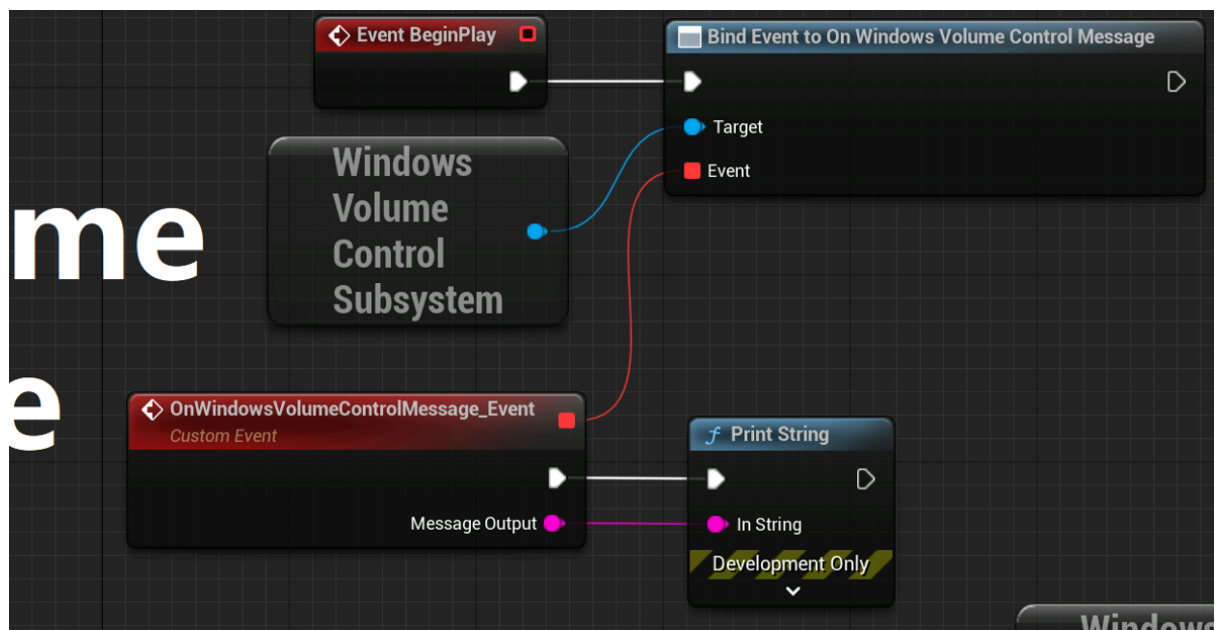 Event BeginPlay
Bind Event to On Windows Volume Control Message
Target
Event
Windows
Volume
Control
Subsystem
me
e
OnWindowsVolumeControlMessage_Event
Custom Event
Message Output
Print String
In String
Development Only
Windows